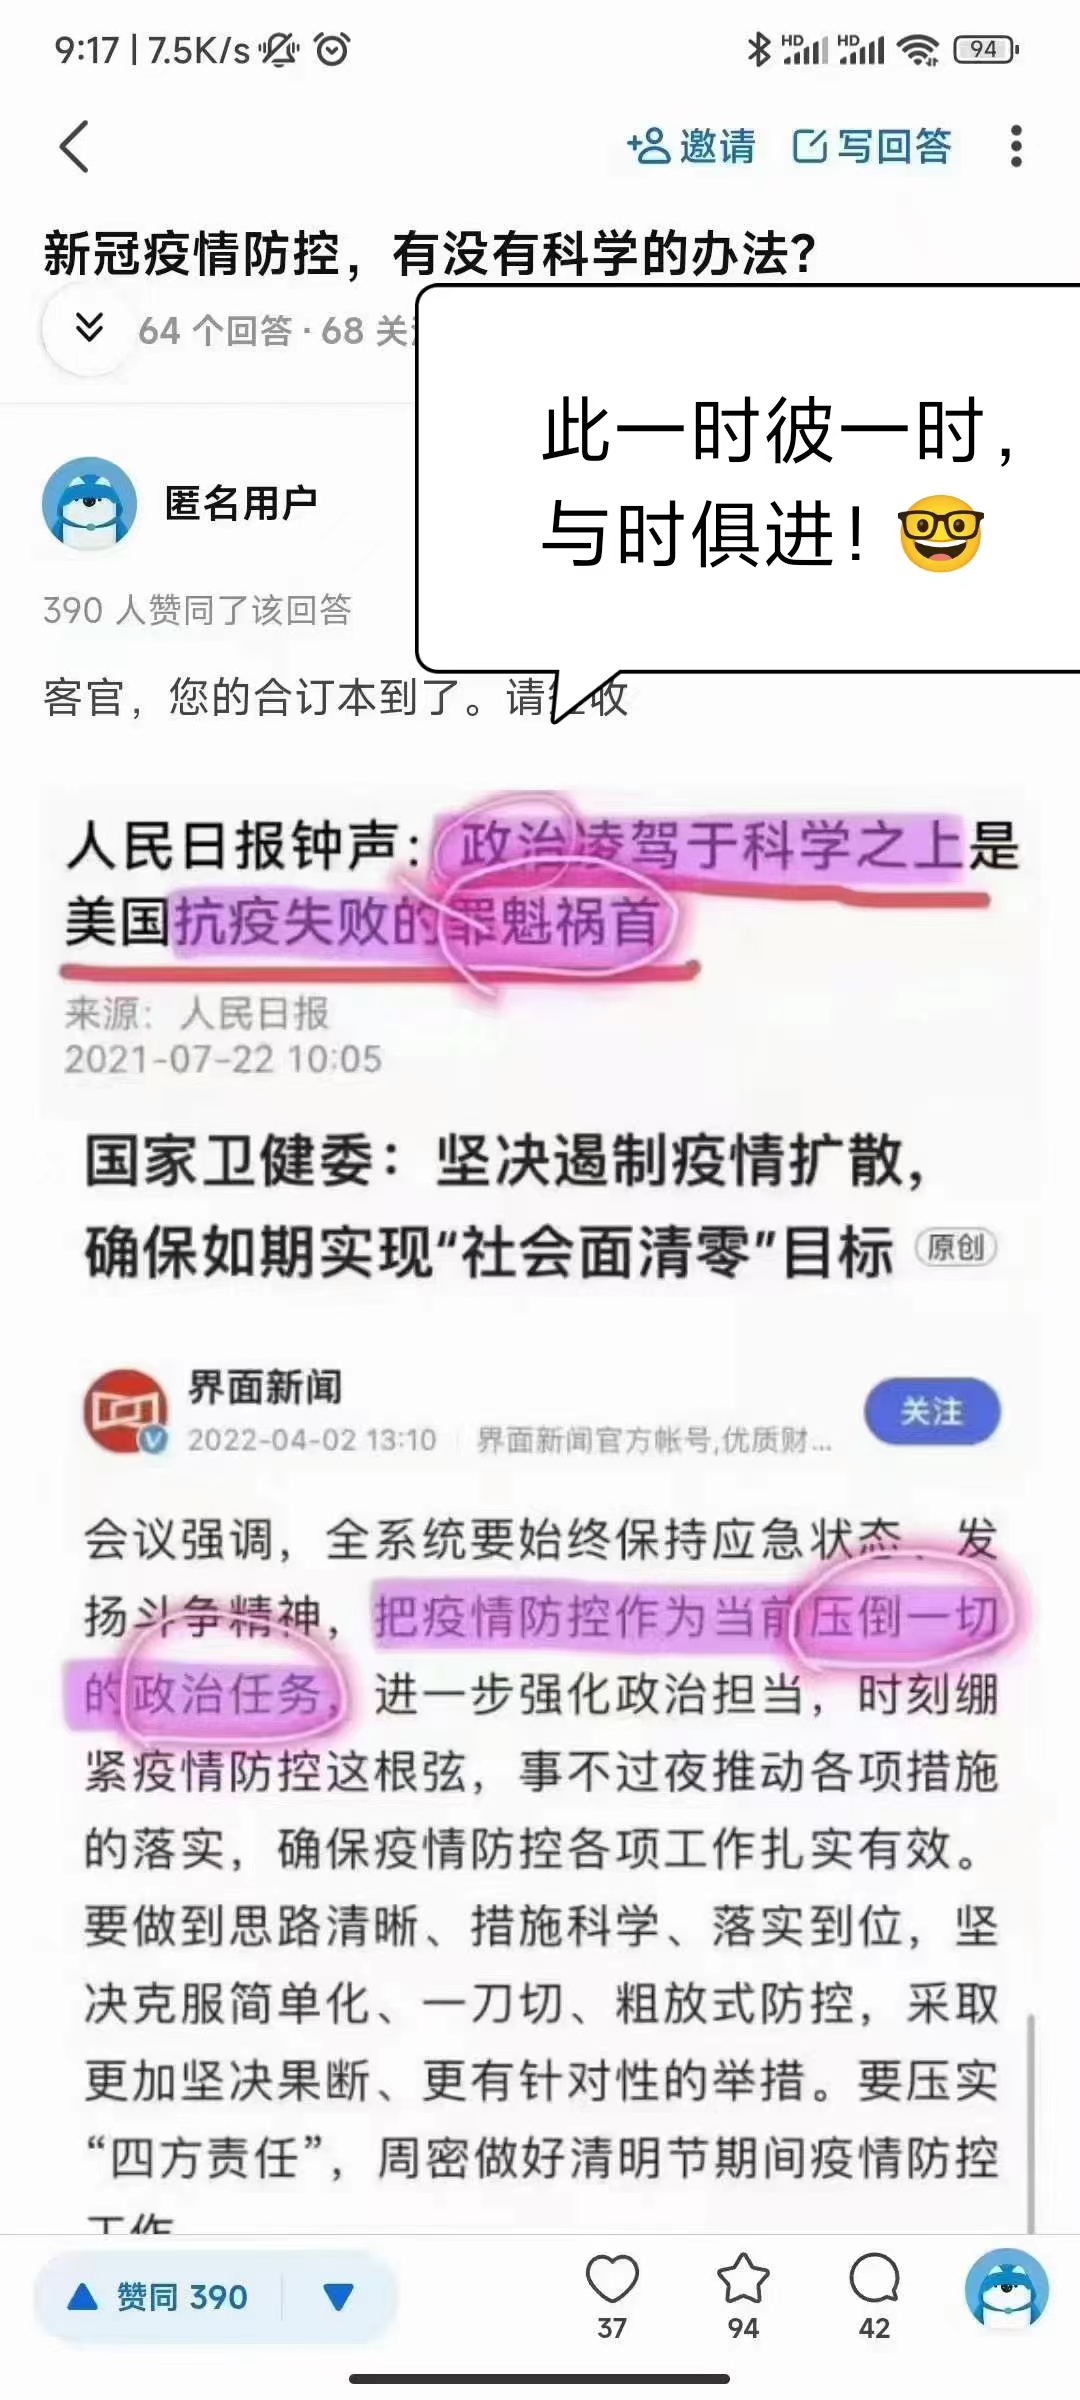 9:17 | 7.5K/s
HD HD 94
邀请 写回答
新冠疫情防控，有没有科学的办法？
64 个回答 · 68 关
此一时彼一时，
与时俱进！🤓
匿名用户
390 人赞同了该回答
客官，您的合订本到了。请 收
人民日报钟声：政治凌驾于科学之上是
美国抗疫失败的罪魁祸首
来源：人民日报
2021-07-22 10:05
国家卫健委：坚决遏制疫情扩散，
确保如期实现“社会面清零”目标 原创
界面新闻
关注
2022-04-02 13:10 界面新闻官方帐号,优质财...
会议强调，全系统要始终保持应急状态、发
扬斗争精神，把疫情防控作为当前压倒一切
的政治任务，进一步强化政治担当，时刻绷
紧疫情防控这根弦，事不过夜推动各项措施
的落实，确保疫情防控各项工作扎实有效。
要做到思路清晰、措施科学、落实到位，坚
决克服简单化、一刀切、粗放式防控，采取
更加坚决果断、更有针对性的举措。要压实
“四方责任”，周密做好清明节期间疫情防控
工作
赞同 390
37 94 42